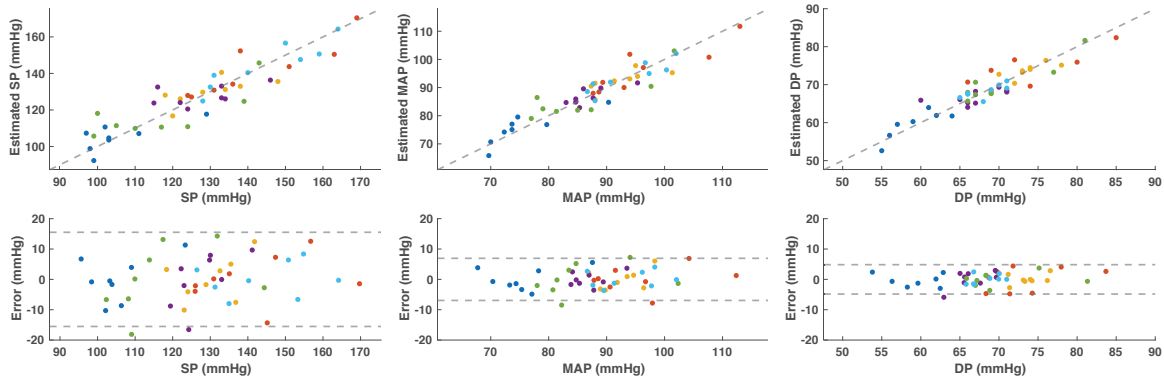 Estimated SP (mmHg)
160
140
120
100
90 100 110 120 130 140 150 160 170
SP (mmHg)
Estimated MAP (mmHg)
110
100
90
80
70
70 80 90 100 110
MAP (mmHg)
Estimated DP (mmHg)
90
80
70
60
50
50 55 60 65 70 75 80 85 90
DP (mmHg)
Error (mmHg)
20
10
0
-10
-20
90 100 110 120 130 140 150 160 170
SP (mmHg)
Error (mmHg)
20
10
0
-10
-20
70 80 90 100 110
MAP (mmHg)
Error (mmHg)
20
10
0
-10
-20
50 55 60 65 70 75 80 85 90
DP (mmHg)